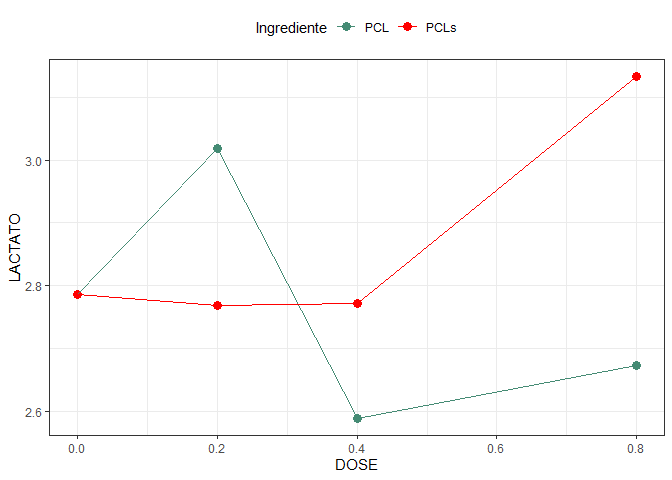 Ingrediente PCL PCLs
LACTATO
3.0
2.8
2.6
0.0 0.2 0.4 0.6 0.8
DOSE